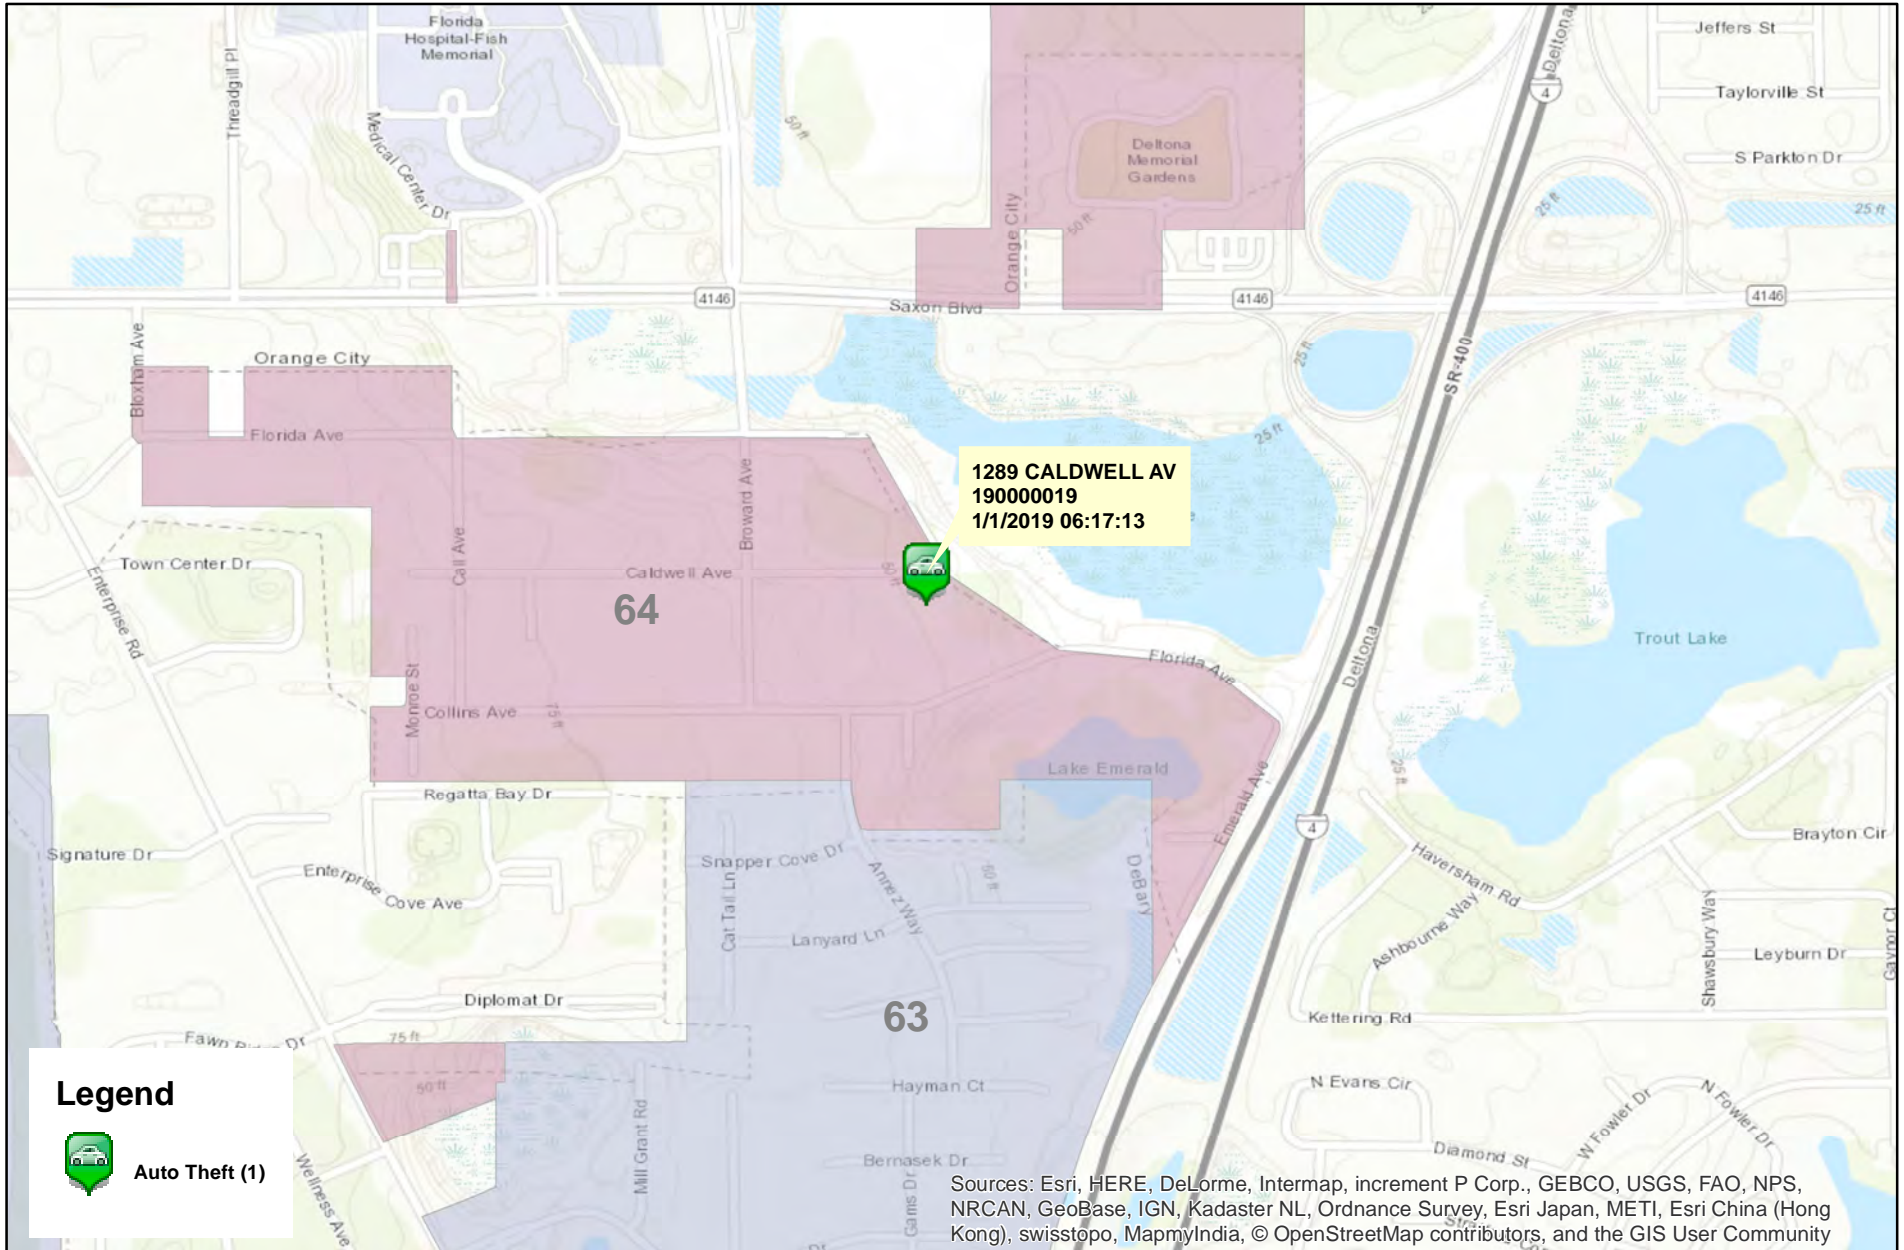 Florida
Hospital-Fish
Memorial
Threadgill Pl
Medical Center Dr
50 ft
Deltona
Memorial
Gardens
Orange City
50 ft
Deltona
4
Jeffers St
Taylorville St
S Parkton Dr
25 ft
25 ft
4146
Saxon Blvd
4146
4146
Bloxham Ave
Orange City
Florida Ave
25 ft
SR-400
25 ft
1289 CALDWELL AV
190000019
1/1/2019 06:17:13
Broward Ave
Call Ave
Town Center Dr
Enterprise Rd
Caldwell Ave
64
Trout Lake
Florida Ave
Deltona
Monroe St
Collins Ave
75 ft
Lake Emerald
Emerald Ave
25 ft
Regatta Bay Dr
4
Brayton Cir
Signature Dr
Enterprise
Cove Ave
Snapper Cove Dr
Cat Tail Ln
Annez Way
50 ft
DeBary
Haversham Rd
Lanyard Ln
Ashbourne Way
Shawsbury Way
Leyburn Dr
Gaynor Ct
Diplomat Dr
63
Kettering Rd
75 ft
50 ft
Hayman Ct
N Evans Cir
W Fowler Dr
N Fowler Dr
Mill Grant Rd
Bernasek Dr
Diamond St
Gams Dr
Wellness Ave
Legend
Auto Theft (1)
Sources: Esri, HERE, DeLorme, Intermap, increment P Corp., GEBCO, USGS, FAO, NPS,
NRCAN, GeoBase, IGN, Kadaster NL, Ordnance Survey, Esri Japan, METI, Esri China (Hong
Kong), swisstopo, MapmyIndia, © OpenStreetMap contributors, and the GIS User Community